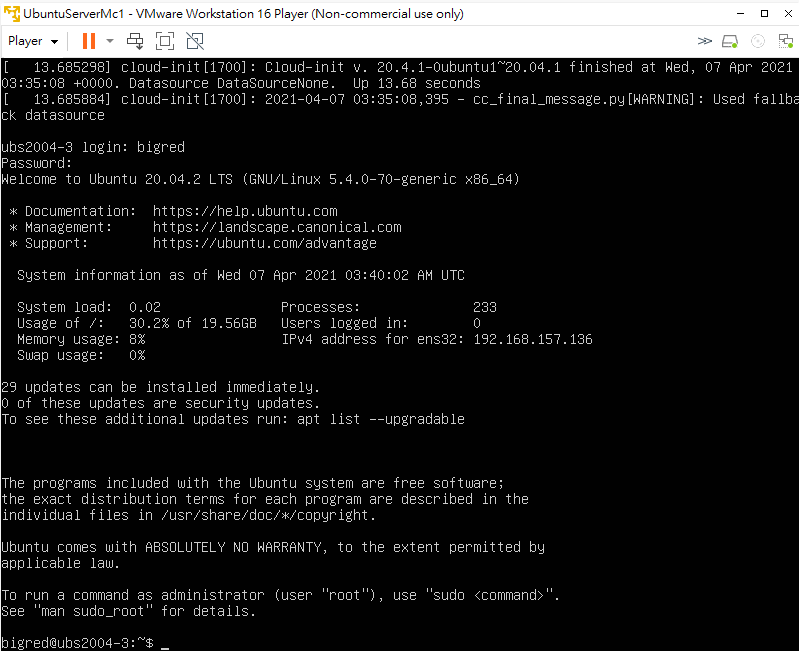 UbuntuServerMc1 - VMware Workstation 16 Player (Non-commercial use only)
Player
[   13.685298] cloud-init[1700]: Cloud-init v. 20.4.1-0ubuntu1~20.04.1 finished at Wed, 07 Apr 2021
03:35:08 +0000. Datasource DataSourceNone.  Up 13.68 seconds
[   13.685884] cloud-init[1700]: 2021-04-07 03:35:08,395 - cc_final_message.py[WARNING]: Used fallba
ck datasource
ubs2004-3 login: bigred
Password:
Welcome to Ubuntu 20.04.2 LTS (GNU/Linux 5.4.0-70-generic x86_64)
* Documentation:  https://help.ubuntu.com
* Management:     https://landscape.canonical.com
* Support:        https://ubuntu.com/advantage
System information as of Wed 07 Apr 2021 03:40:02 AM UTC
System load:  0.02               Processes:              233
Usage of /:   30.2% of 19.56GB   Users logged in:        0
Memory usage: 8%                 IPv4 address for ens32: 192.168.157.136
Swap usage:   0%
29 updates can be installed immediately.
0 of these updates are security updates.
To see these additional updates run: apt list --upgradable
The programs included with the Ubuntu system are free software;
the exact distribution terms for each program are described in the
individual files in /usr/share/doc/*/copyright.
Ubuntu comes with ABSOLUTELY NO WARRANTY, to the extent permitted by
applicable law.
To run a command as administrator (user "root"), use "sudo <command>".
See "man sudo_root" for details.
bigred@ubs2004-3:~$ _